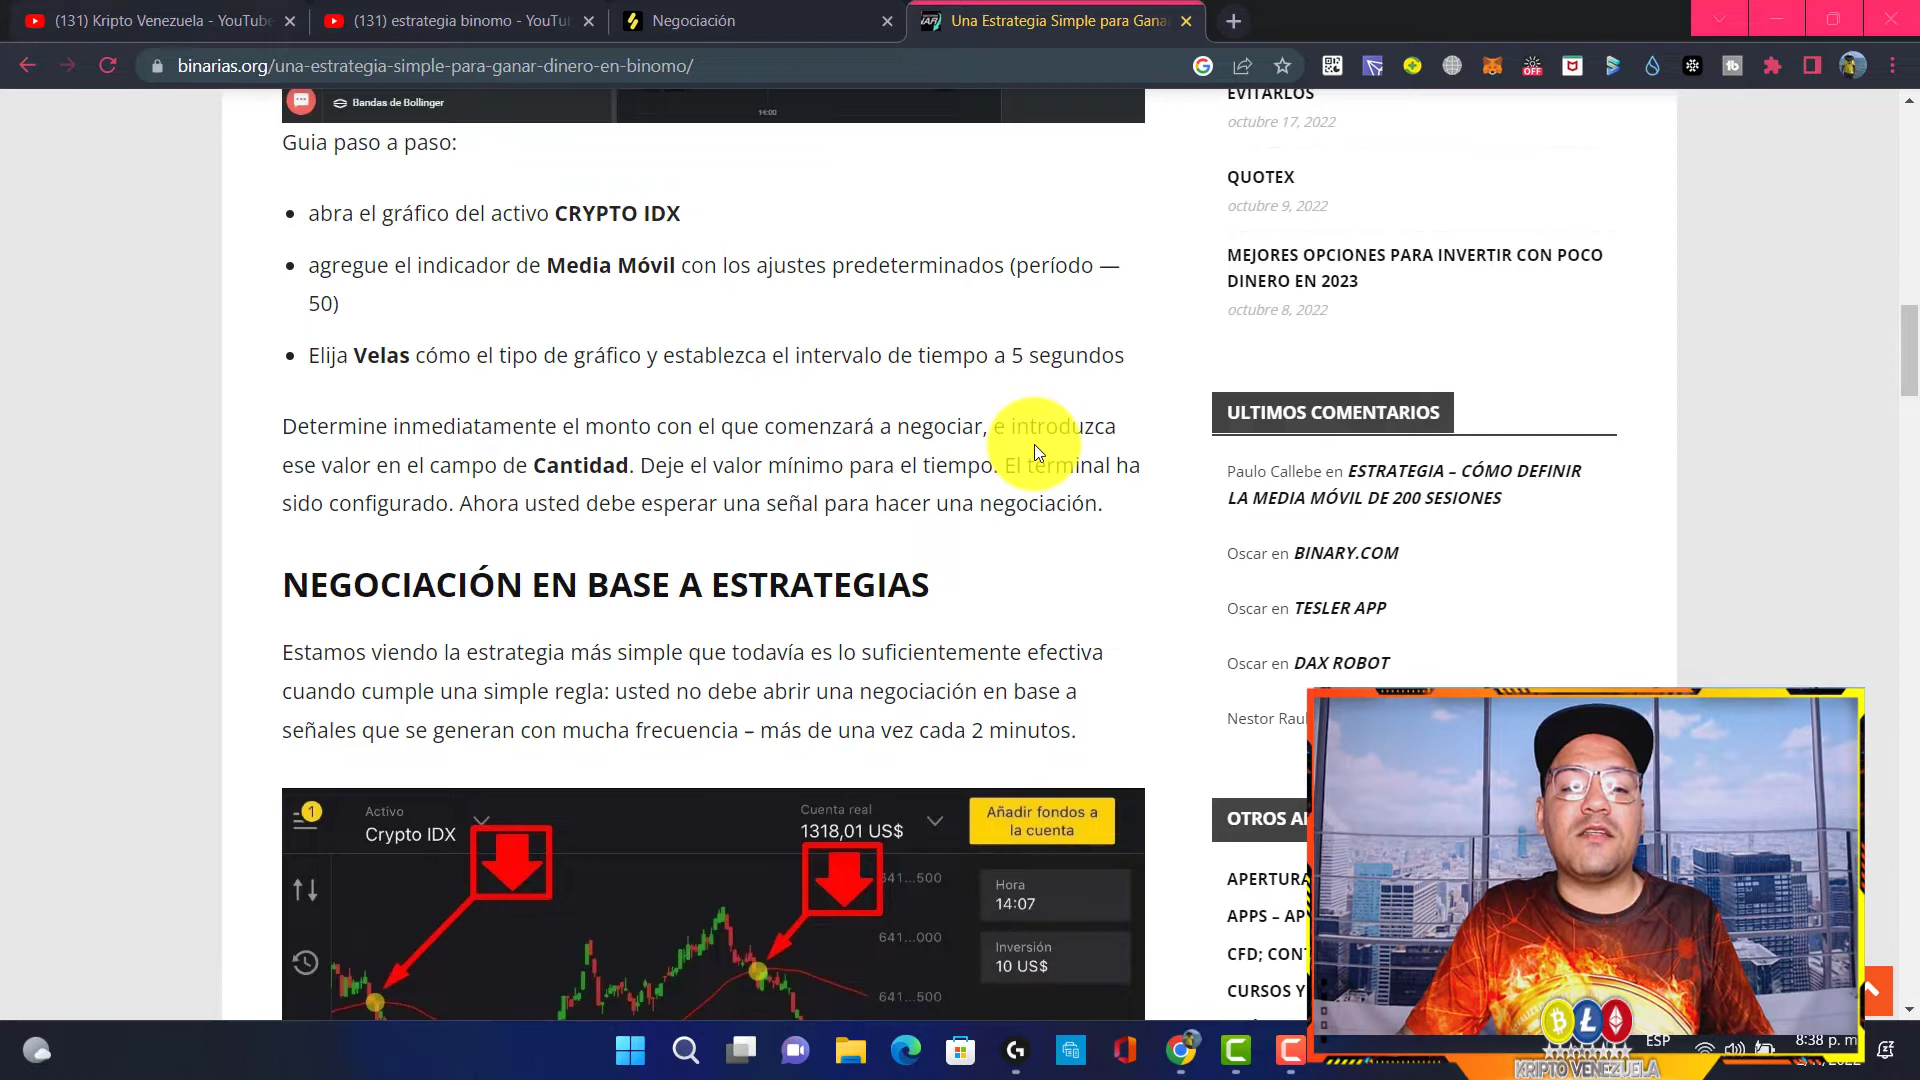 (131) Kripto Venezuela - YouTube
(131) estrategia binomo - YouTu
Negociación
Una Estrategia Simple para Gana
binarias.org/una-estrategia-simple-para-ganar-dinero-en-binomo/
Bandas de Bollinger
14:00
Guia paso a paso:
abra el gráfico del activo CRYPTO IDX
agregue el indicador de Media Móvil con los ajustes predeterminados (período —
50)
Elija Velas cómo el tipo de gráfico y establezca el intervalo de tiempo a 5 segundos
Determine inmediatamente el monto con el que comenzará a negociar, e introduzca
ese valor en el campo de Cantidad. Deje el valor mínimo para el tiempo. El terminal ha
sido configurado. Ahora usted debe esperar una señal para hacer una negociación.
NEGOCIACIÓN EN BASE A ESTRATEGIAS
Estamos viendo la estrategia más simple que todavía es lo suficientemente efectiva
cuando cumple una simple regla: usted no debe abrir una negociación en base a
señales que se generan con mucha frecuencia – más de una vez cada 2 minutos.
1
Activo
Crypto IDX
Cuenta real
1318,01 US$
Añadir fondos a
la cuenta
641...500
641...000
641...500
Hora
14:07
Inversión
10 US$
EVITARLOS
octubre 17, 2022
QUOTEX
octubre 9, 2022
MEJORES OPCIONES PARA INVERTIR CON POCO
DINERO EN 2023
octubre 8, 2022
ULTIMOS COMENTARIOS
Paulo Callebe en ESTRATEGIA – CÓMO DEFINIR
LA MEDIA MÓVIL DE 200 SESIONES
Oscar en BINARY.COM
Oscar en TESLER APP
Oscar en DAX ROBOT
Nestor Rau
OTROS A
APERTURA
APPS – AP
CFD; CON
CURSOS Y
KRIPTO VENEZUELA
ESP
8:38 p. m